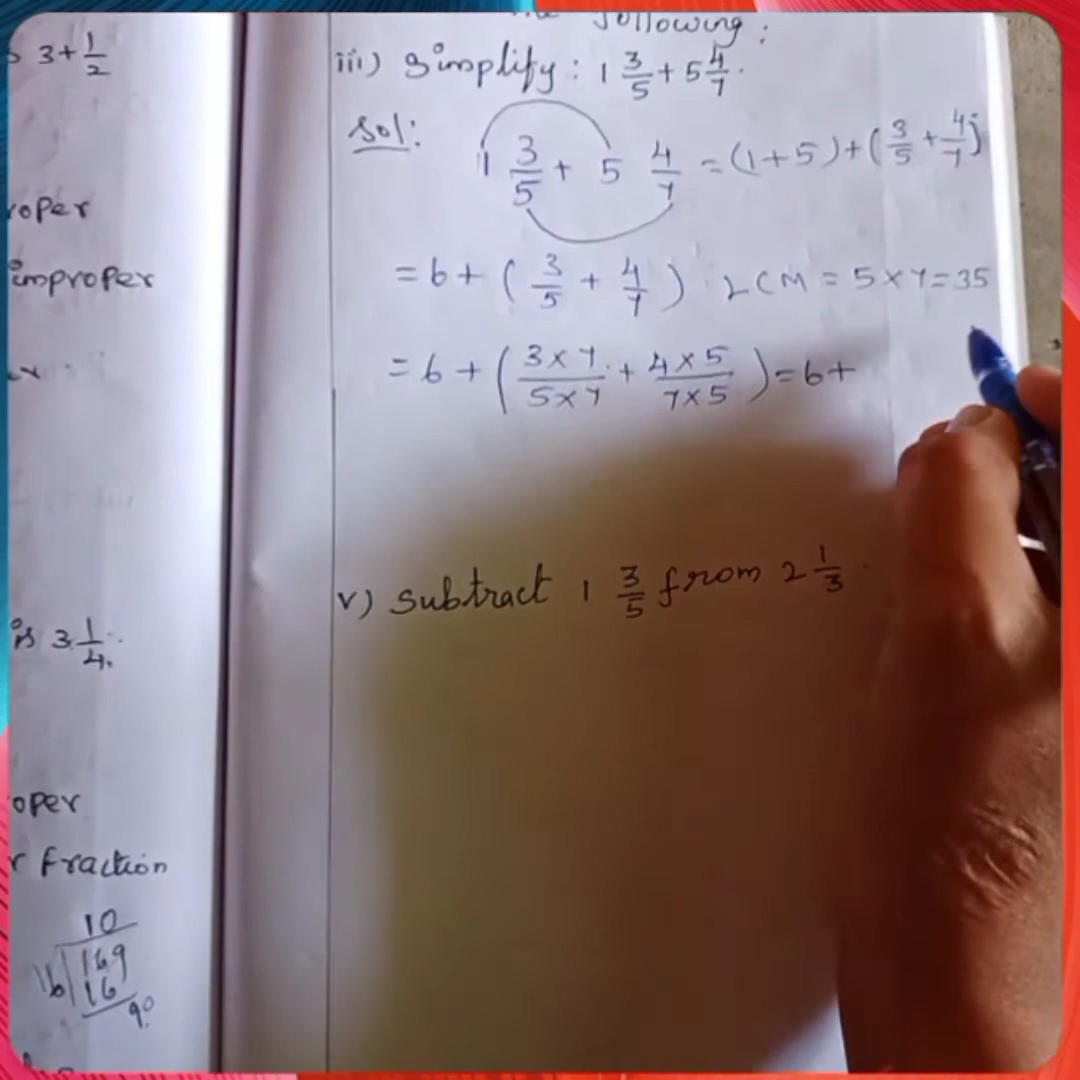 3+1/2
roper
improper
is 3 1/4.
oper
r fraction
10
16 169
16
9
following:
iii) Simplify: 1 3/5 + 5 4/7.
Sol:
1 3/5 + 5 4/7 = (1+5)+(3/5+4/7)
= 6 + (3/5 + 4/7) LCM = 5×7=35
= 6 + (3×7/5×7 + 4×5/7×5) = 6+
v) Subtract 1 3/5 from 2 1/3.